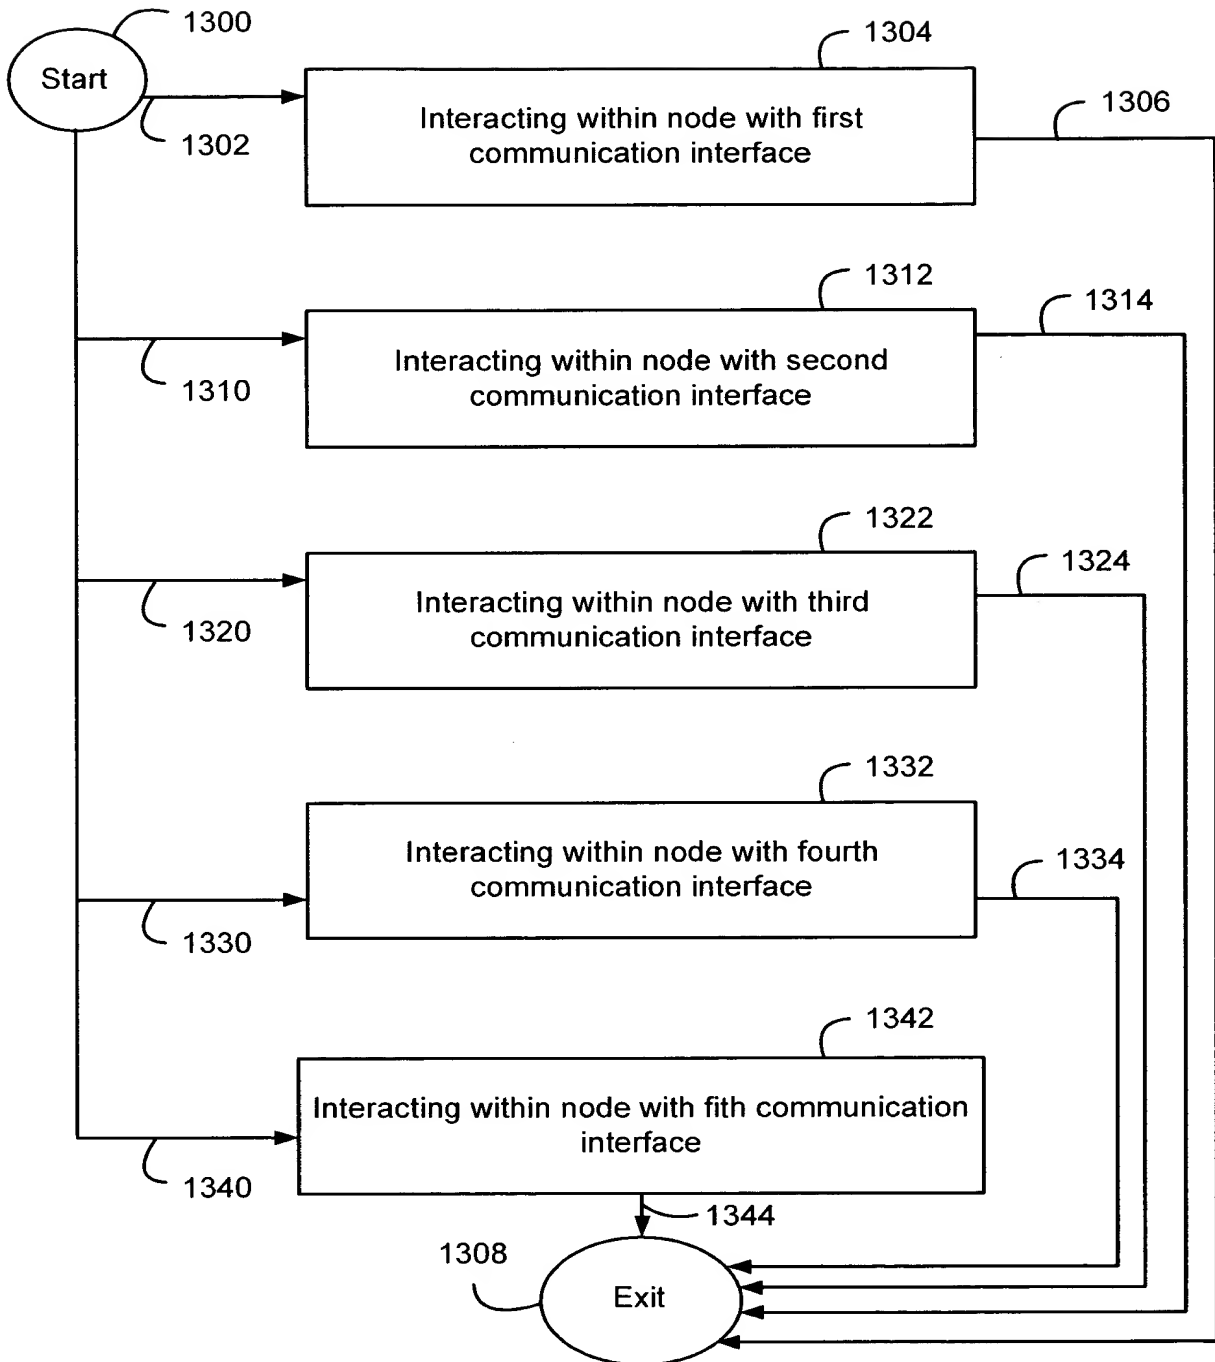 1300
Start
1302
1304
Interacting within node with first
communication interface
1306
1312
1314
Interacting within node with second
communication interface
1310
1322
1324
Interacting within node with third
communication interface
1320
1332
1334
Interacting within node with fourth
communication interface
1330
1342
Interacting within node with fith communication
interface
1340
1344
1308
Exit